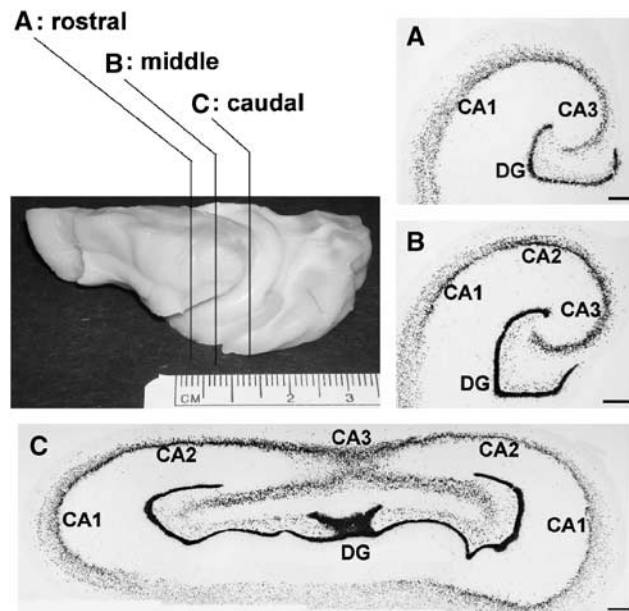 A: rostral
B: middle
C: caudal
CM 1 2 3
A
CA1
CA3
DG
B
CA2
CA1
CA3
DG
C
CA2
CA3
CA2
CA1
CA1
DG